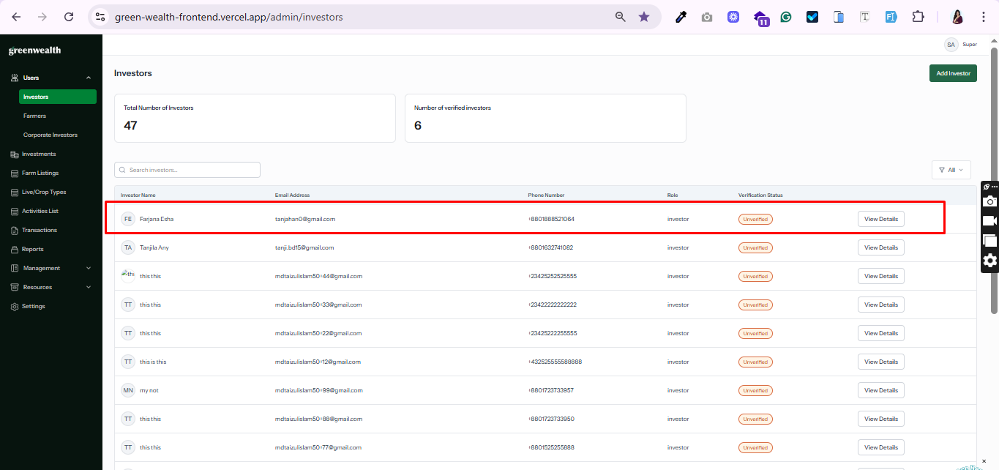 green-wealth-frontend.vercel.app/admin/investors
11
greenwealth
SA Super
Users
Investors
Farmers
Corporate Investors
Investments
Farm Listings
Live/Crop Types
Activities List
Transactions
Reports
Management
Resources
Settings
Investors
Add Investor
Total Number of Investors
47
Number of verified investors
6
Search investors...
All
Investor Name Email Address Phone Number Role Verification Status
FE Farjana Esha tanjahan0@gmail.com +8801888521064 investor Unverified View Details
TA Tanjila Any tanji.bd15@gmail.com +8801632741082 investor Unverified View Details
thi this this mdtaizulislam50+44@gmail.com +23425252525555 investor Unverified View Details
TT this this mdtaizulislam50+33@gmail.com +23422222222222 investor Unverified View Details
TT this this mdtaizulislam50+22@gmail.com +23425222255555 investor Unverified View Details
TT this is this mdtaizulislam50+12@gmail.com +432525555588888 investor Unverified View Details
MN my not mdtaizulislam50+99@gmail.com +8801723733957 investor Unverified View Details
TT this this mdtaizulislam50+88@gmail.com +8801723733950 investor Unverified View Details
TT this this mdtaizulislam50+77@gmail.com +8801525255888 investor Unverified View Details